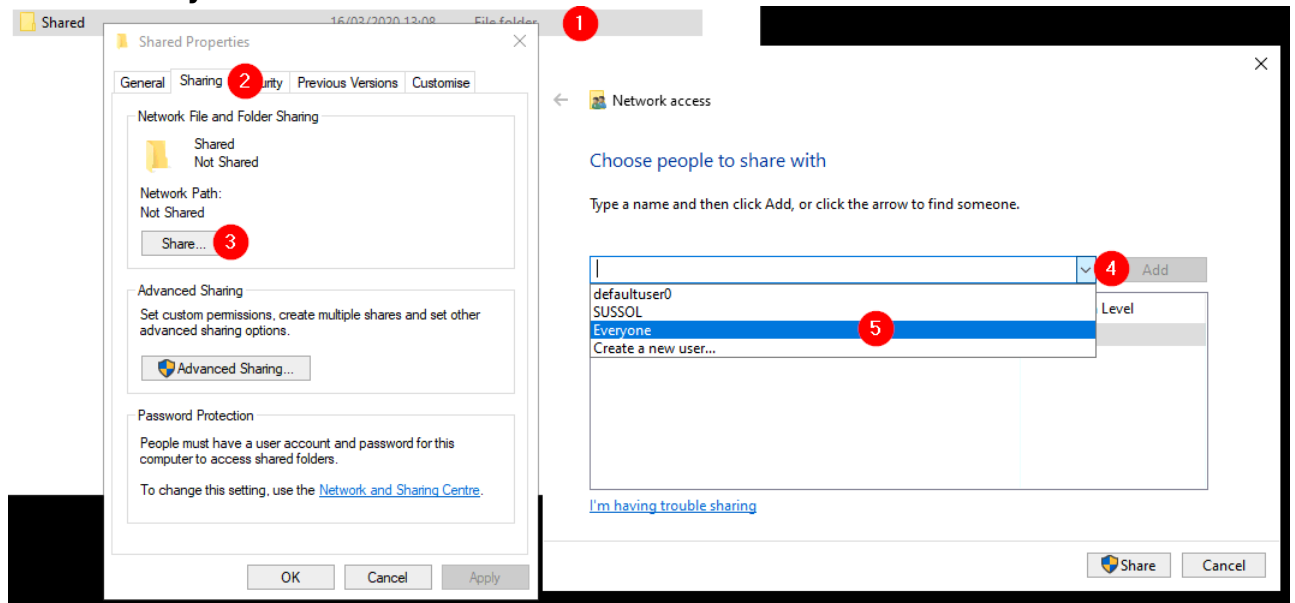 Shared 16/03/2020 13:08 File folder 1
Shared Properties
General Sharing 2 Previous Versions Customise
Network File and Folder Sharing
Shared
Not Shared
Network Path:
Not Shared
Share... 3
Advanced Sharing
Set custom permissions, create multiple shares and set other
advanced sharing options.
Advanced Sharing...
Password Protection
People must have a user account and password for this
computer to access shared folders.
To change this setting, use the Network and Sharing Centre.
OK Cancel Apply
Network access
Choose people to share with
Type a name and then click Add, or click the arrow to find someone.
4 Add
defaultuser0
SUSSOL
Everyone 5
Create a new user...
Level
I'm having trouble sharing
Share Cancel